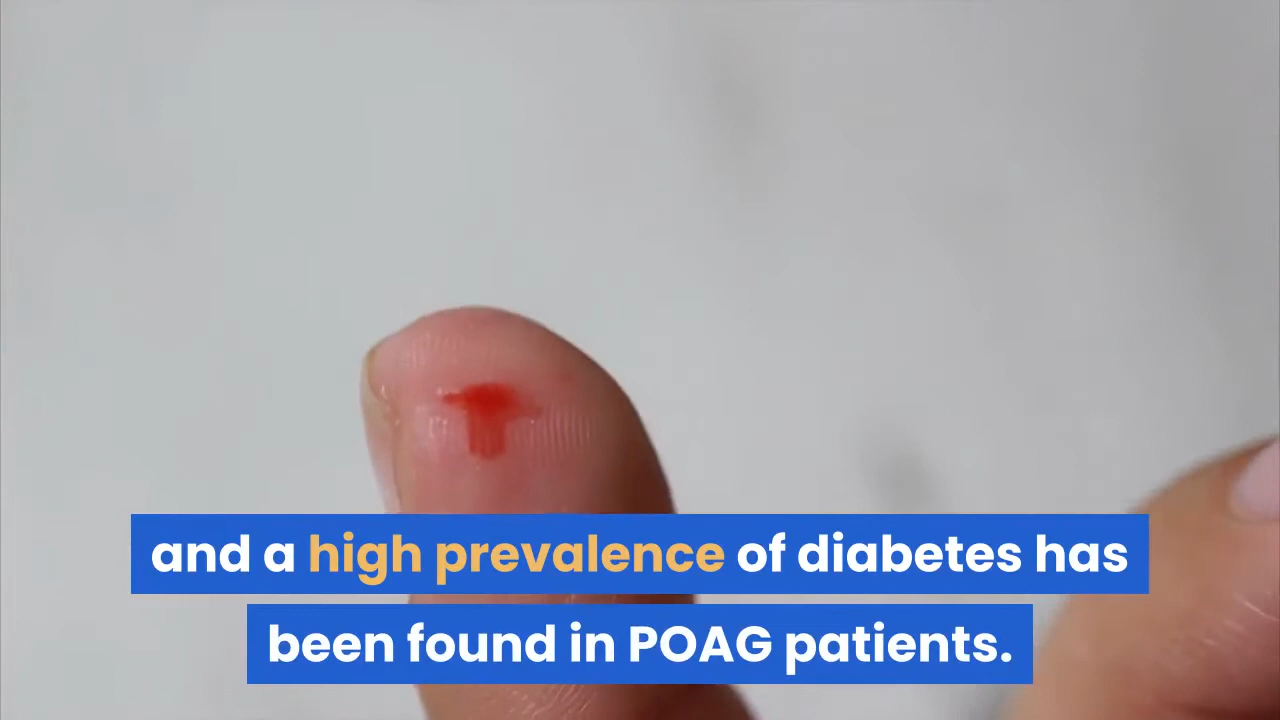 and a high prevalence of diabetes has
been found in POAG patients.